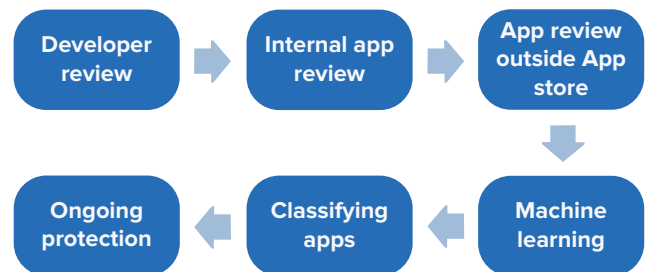 Developer
review
Internal app
review
App review
outside App
store
Machine
learning
Classifying
apps
Ongoing
protection